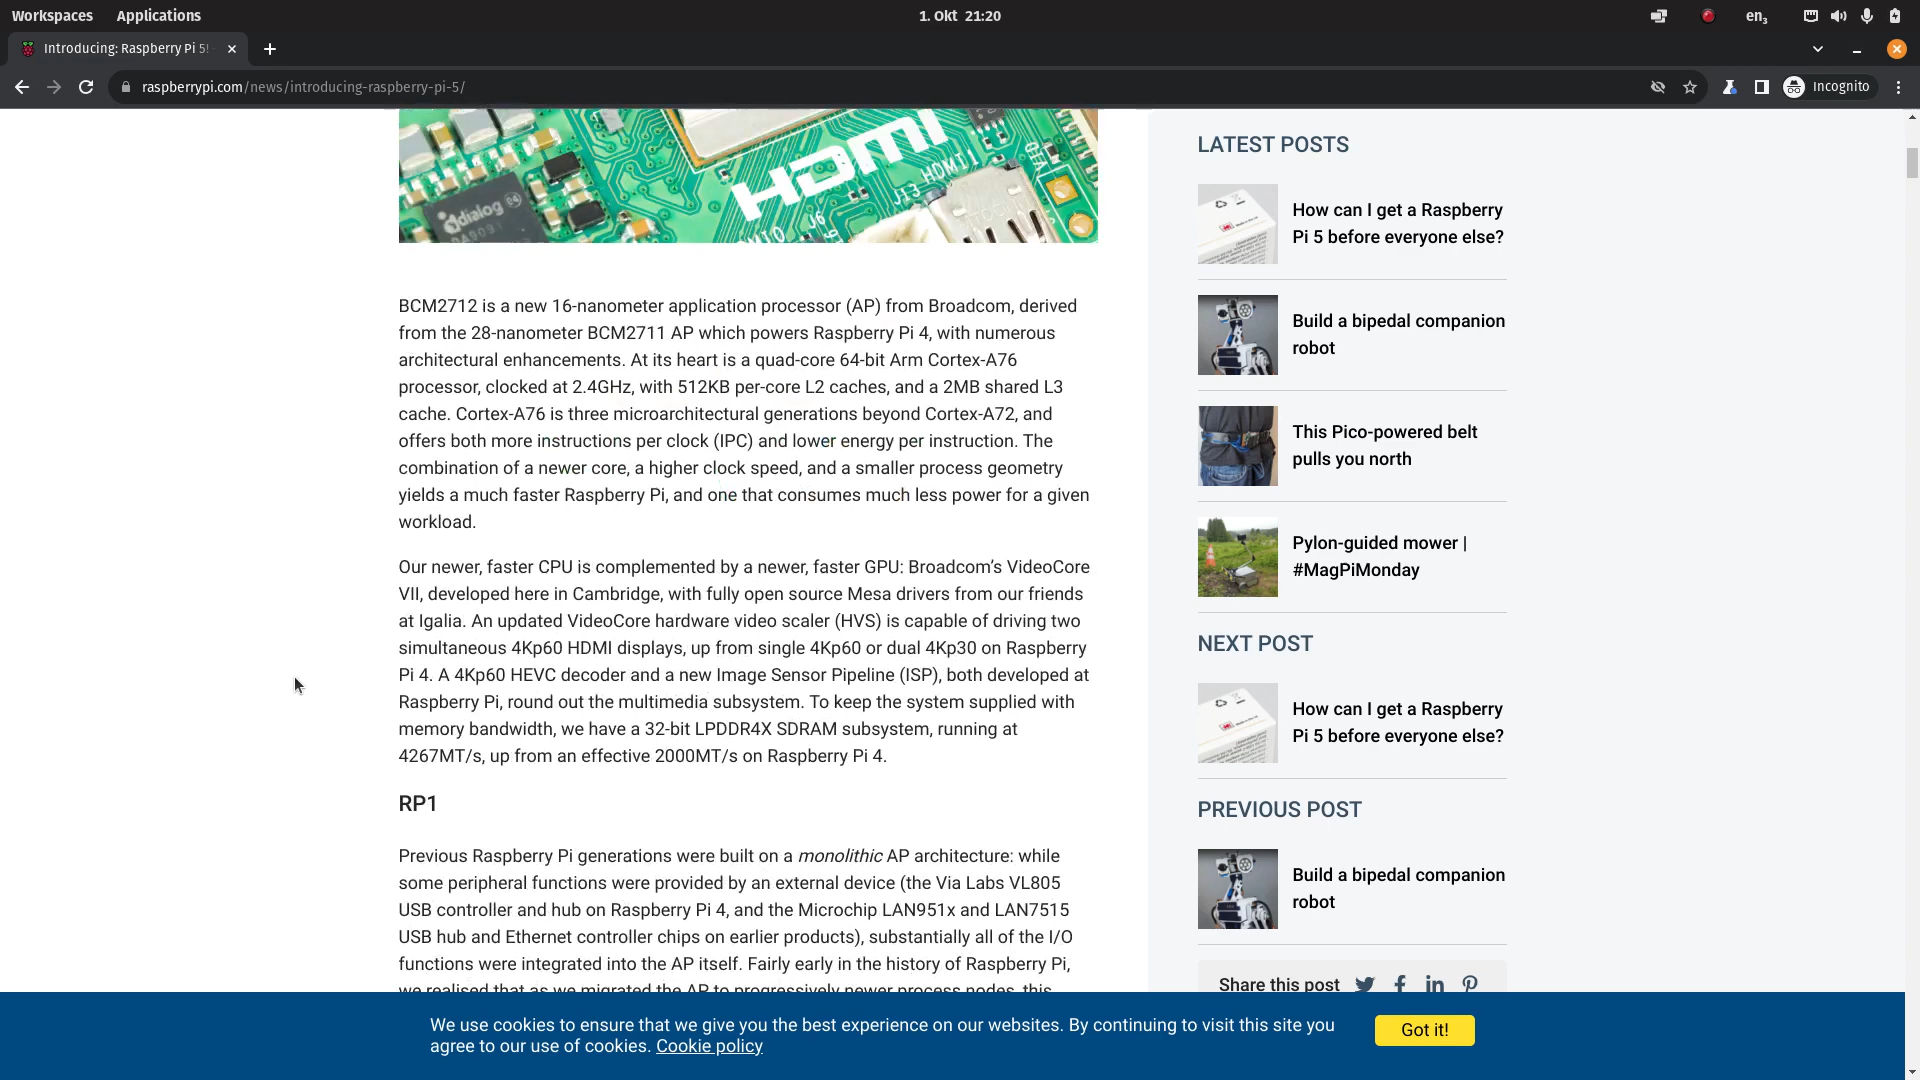 Workspaces
Applications
1. Okt 21:20
en3
Introducing: Raspberry Pi 5!
raspberrypi.com/news/introducing-raspberry-pi-5/
Incognito
dialog
HDMI
HDMI1
J13
J6
BCM2712 is a new 16-nanometer application processor (AP) from Broadcom, derived
from the 28-nanometer BCM2711 AP which powers Raspberry Pi 4, with numerous
architectural enhancements. At its heart is a quad-core 64-bit Arm Cortex-A76
processor, clocked at 2.4GHz, with 512KB per-core L2 caches, and a 2MB shared L3
cache. Cortex-A76 is three microarchitectural generations beyond Cortex-A72, and
offers both more instructions per clock (IPC) and lower energy per instruction. The
combination of a newer core, a higher clock speed, and a smaller process geometry
yields a much faster Raspberry Pi, and one that consumes much less power for a given
workload.
Our newer, faster CPU is complemented by a newer, faster GPU: Broadcom’s VideoCore
VII, developed here in Cambridge, with fully open source Mesa drivers from our friends
at Igalia. An updated VideoCore hardware video scaler (HVS) is capable of driving two
simultaneous 4Kp60 HDMI displays, up from single 4Kp60 or dual 4Kp30 on Raspberry
Pi 4. A 4Kp60 HEVC decoder and a new Image Sensor Pipeline (ISP), both developed at
Raspberry Pi, round out the multimedia subsystem. To keep the system supplied with
memory bandwidth, we have a 32-bit LPDDR4X SDRAM subsystem, running at
4267MT/s, up from an effective 2000MT/s on Raspberry Pi 4.
RP1
Previous Raspberry Pi generations were built on a monolithic AP architecture: while
some peripheral functions were provided by an external device (the Via Labs VL805
USB controller and hub on Raspberry Pi 4, and the Microchip LAN951x and LAN7515
USB hub and Ethernet controller chips on earlier products), substantially all of the I/O
functions were integrated into the AP itself. Fairly early in the history of Raspberry Pi,
we realised that as we migrated the AP to progressively newer process nodes, this
LATEST POSTS
How can I get a Raspberry
Pi 5 before everyone else?
Build a bipedal companion
robot
This Pico-powered belt
pulls you north
Pylon-guided mower |
#MagPiMonday
NEXT POST
How can I get a Raspberry
Pi 5 before everyone else?
PREVIOUS POST
Build a bipedal companion
robot
Share this post
We use cookies to ensure that we give you the best experience on our websites. By continuing to visit this site you
agree to our use of cookies. Cookie policy
Got it!